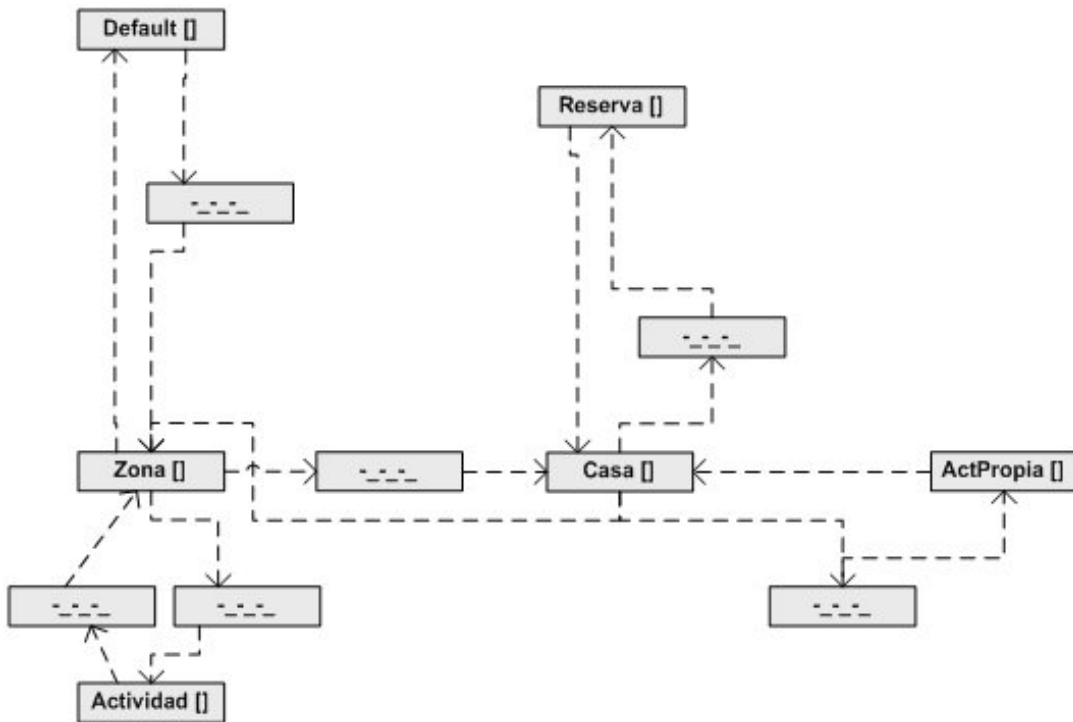 Default []
Reserva []
-_-_-_
-_-_-_
Zona []
-_-_-_
Casa []
ActPropia []
-_-_-_
-_-_-_
-_-_-_
Actividad []